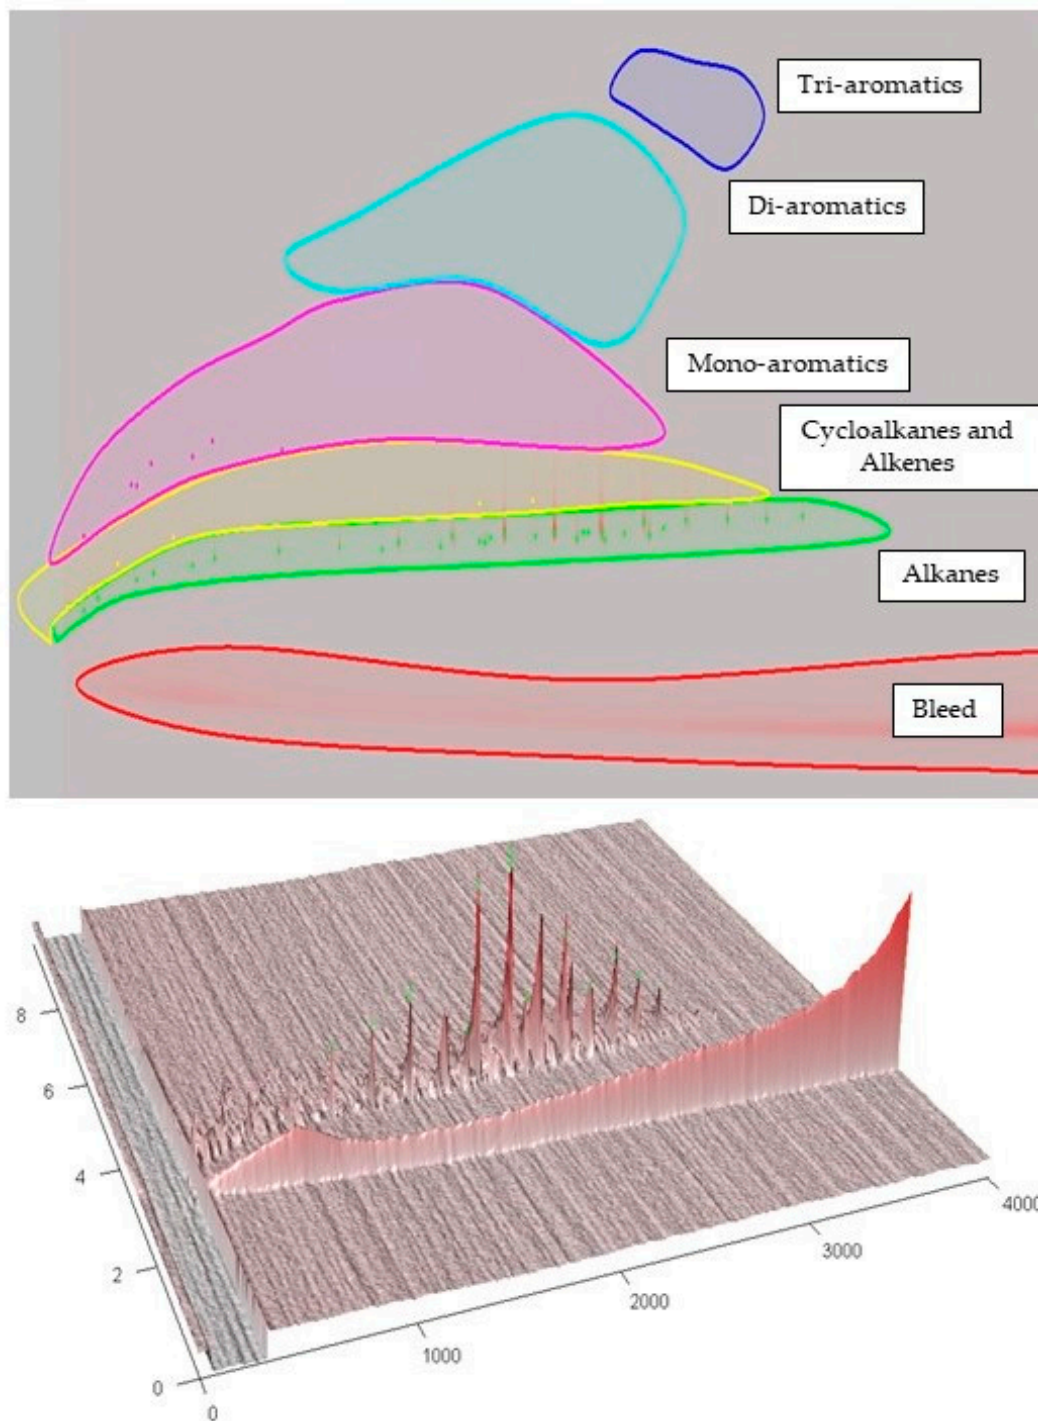 Tri-aromatics
Di-aromatics
Mono-aromatics
Cycloalkanes and
Alkenes
Alkanes
Bleed
8
6
4
2
0
0
1000
2000
3000
4000